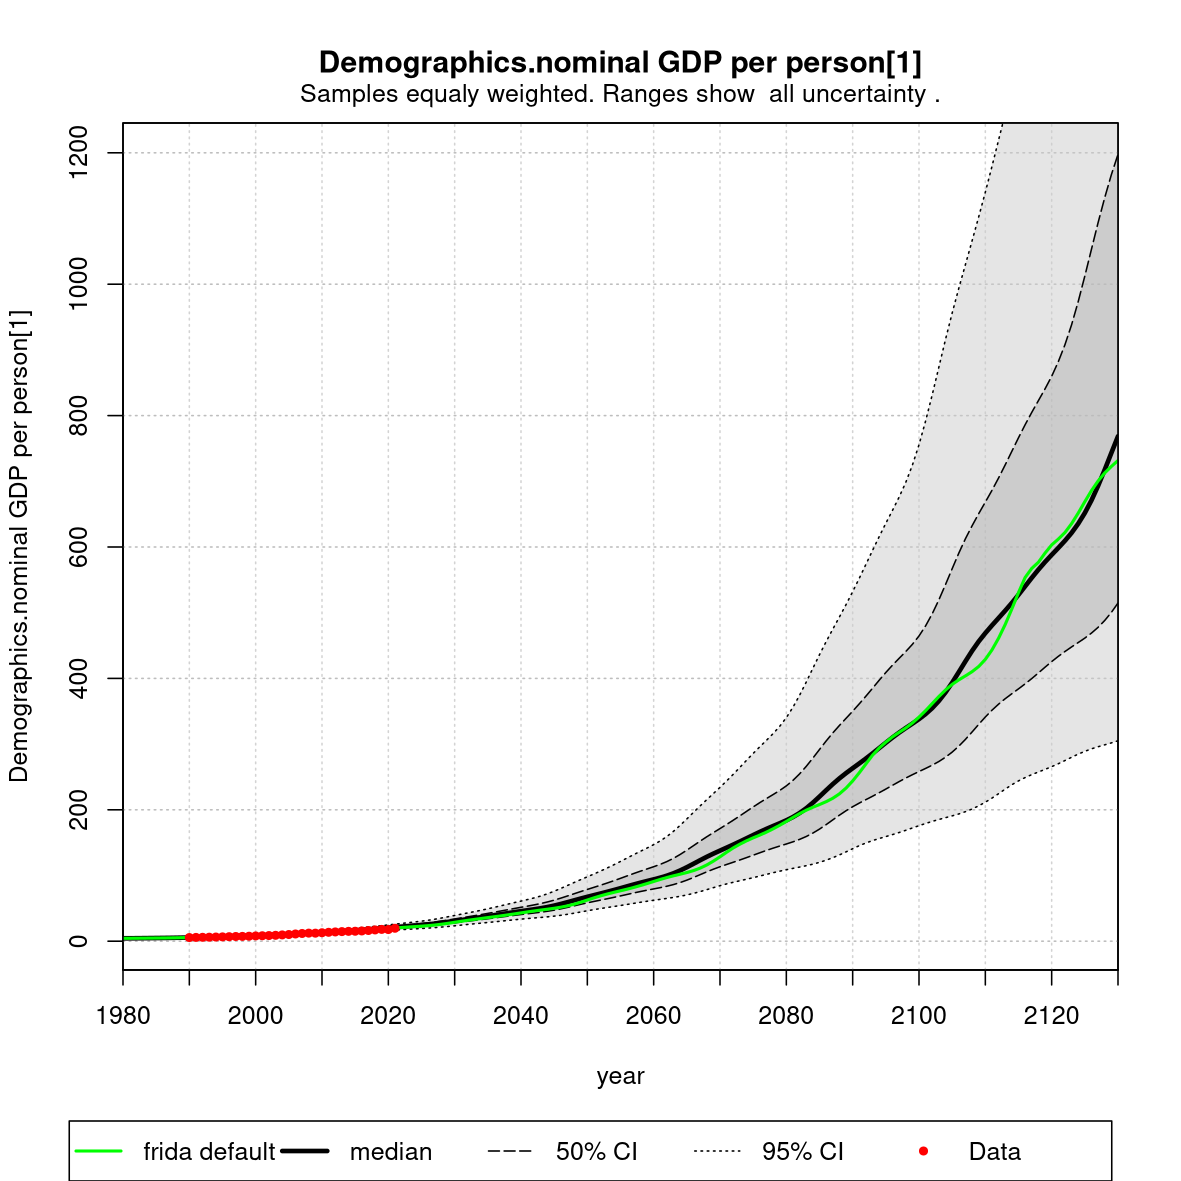 Demographics.nominal GDP per person[1]
Samples equaly weighted. Ranges show  all uncertainty .
Demographics.nominal GDP per person[1]
1200
1000
800
600
400
200
0
1980 2000 2020 2040 2060 2080 2100 2120
year
frida default median 50% CI 95% CI Data